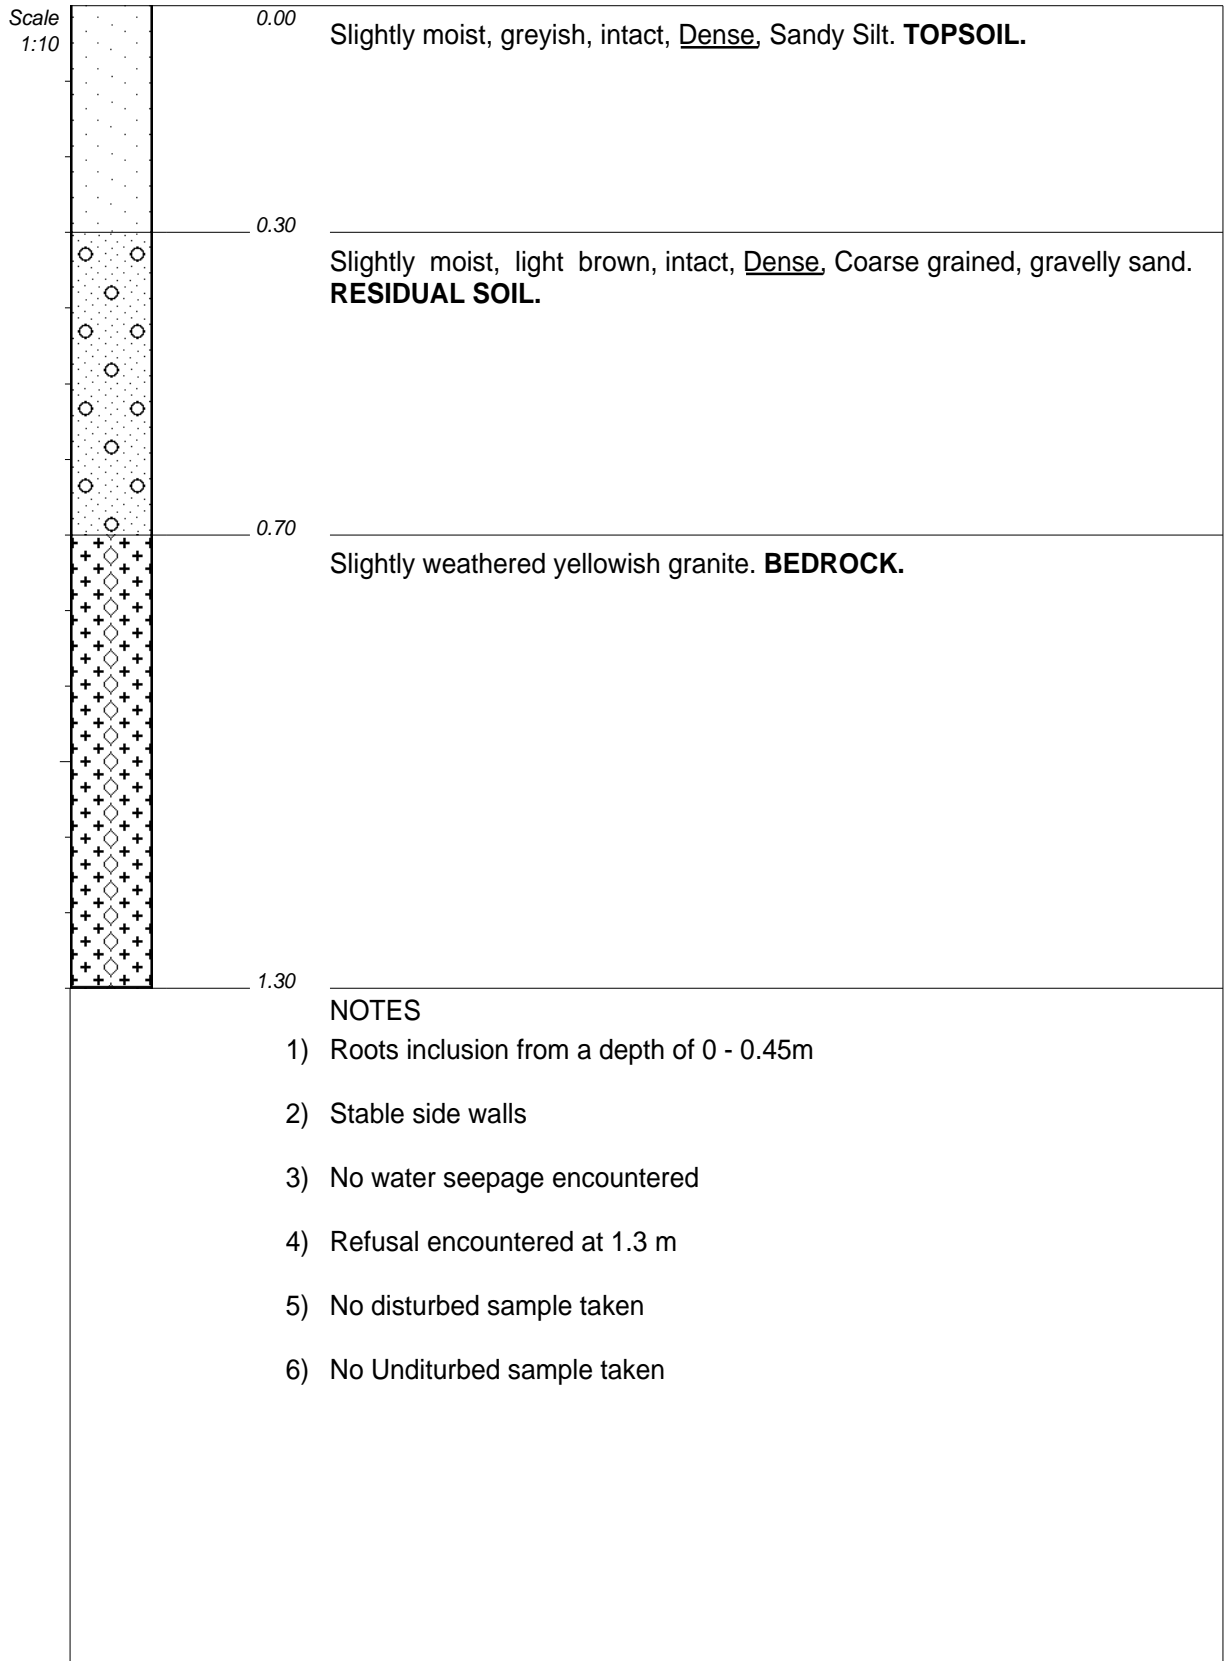 Scale
1:10
0.00
Slightly moist, greyish, intact, Dense, Sandy Silt. TOPSOIL.
0.30
Slightly moist, light brown, intact, Dense, Coarse grained, gravelly sand.
RESIDUAL SOIL.
0.70
Slightly weathered yellowish granite. BEDROCK.
1.30
NOTES
1) Roots inclusion from a depth of 0 - 0.45m
2) Stable side walls
3) No water seepage encountered
4) Refusal encountered at 1.3 m
5) No disturbed sample taken
6) No Unditurbed sample taken